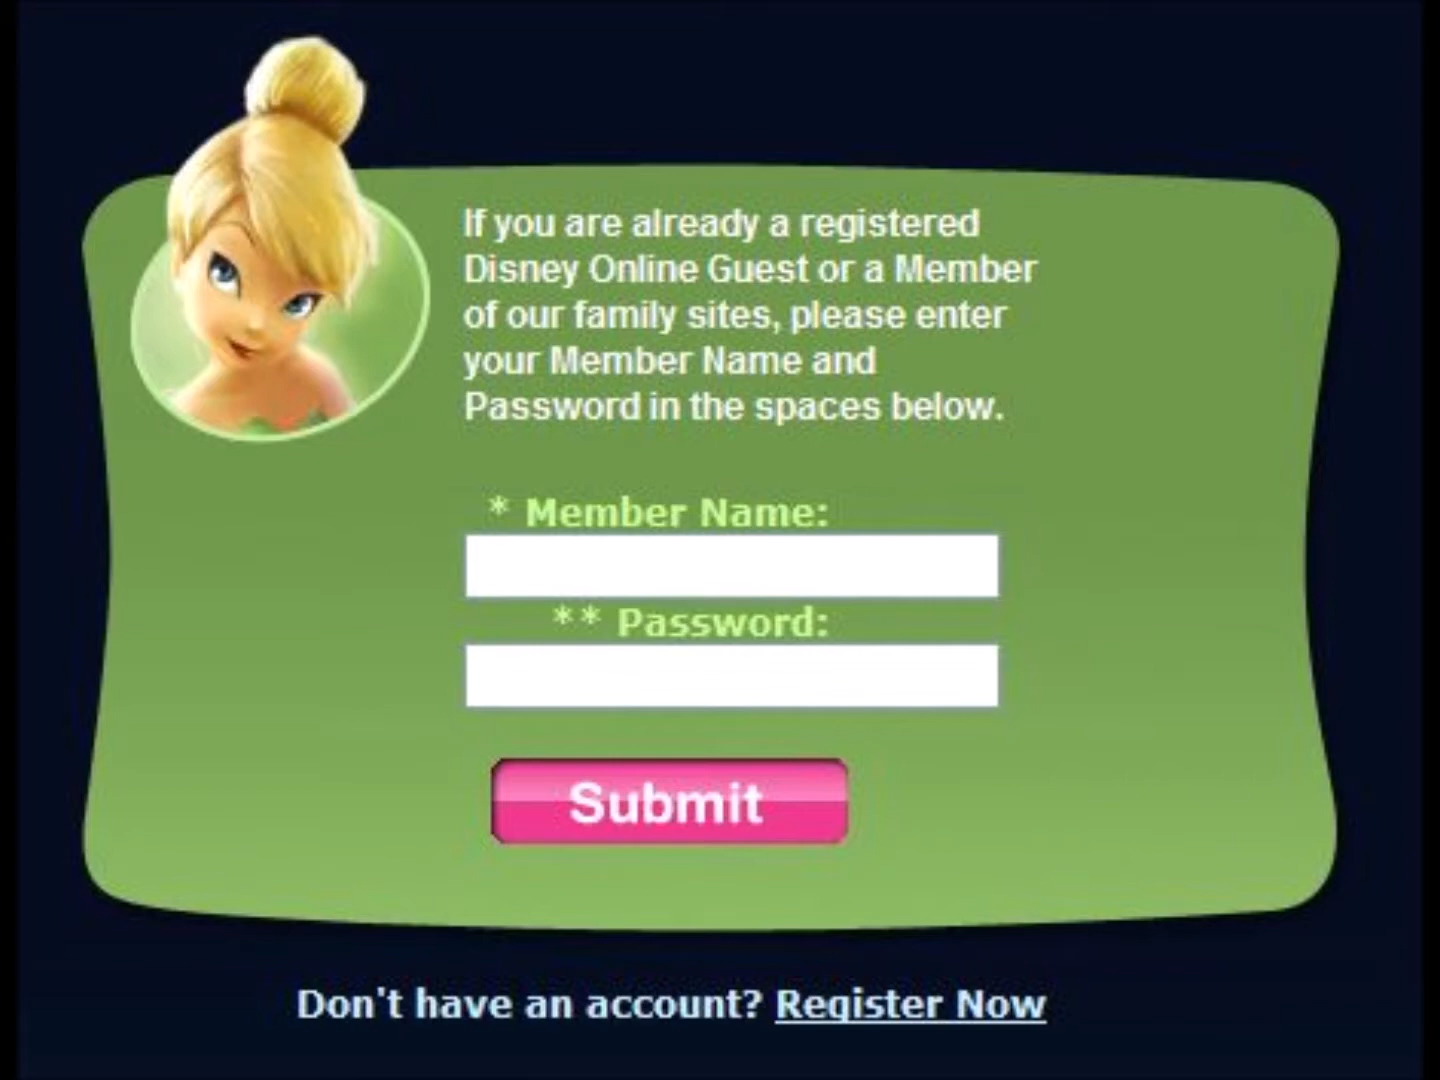 If you are already a registered
Disney Online Guest or a Member
of our family sites, please enter
your Member Name and
Password in the spaces below.
* Member Name:
** Password:
Submit
Don't have an account? Register Now